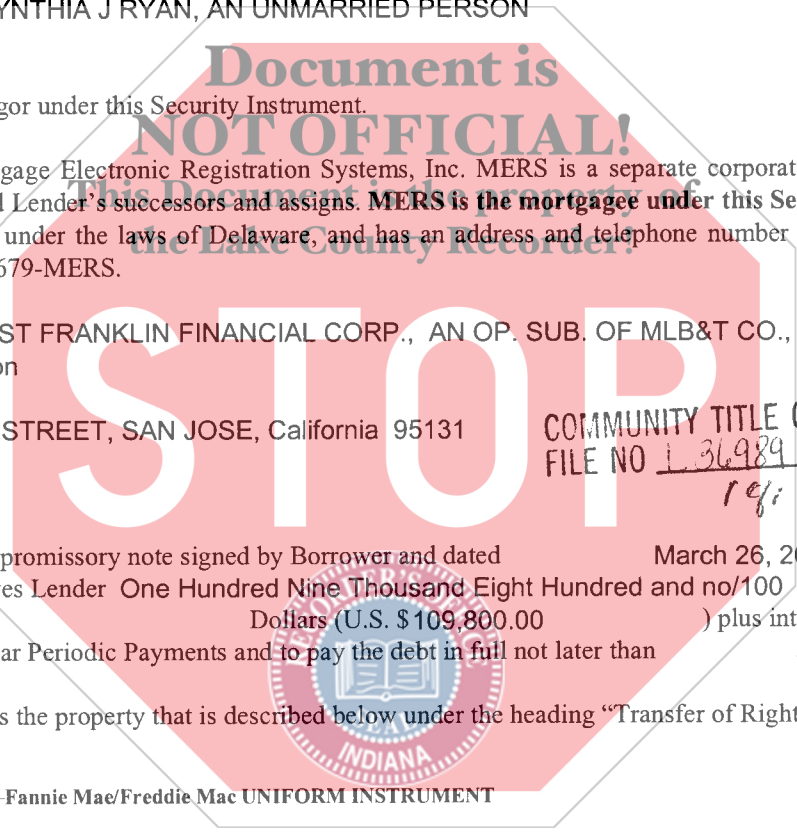 YNTHIA J RYAN, AN UNMARRIED PERSON
Document is
gor under this Security Instrument.
NOT OFFICIAL!
gage Electronic Registration Systems, Inc. MERS is a separate corporat
This Document is the property of
d Lender's successors and assigns. MERS is the mortgagee under this Se
under the laws of Delaware, and has an address and telephone number
the Lake County Recorder!
679-MERS.
STOP
ST FRANKLIN FINANCIAL CORP., AN OP. SUB. OF MLB&T CO.,
on
STREET, SAN JOSE, California 95131
COMMUNITY TITLE C
FILE NO L 36989
promissory note signed by Borrower and dated March 26, 20
es Lender One Hundred Nine Thousand Eight Hundred and no/100
Dollars (U.S. $109,800.00 ) plus int
ar Periodic Payments and to pay the debt in full not later than
RECORDER'S OFFICE
SEAL
INDIANA
s the property that is described below under the heading “Transfer of Right
-Fannie Mae/Freddie Mac UNIFORM INSTRUMENT